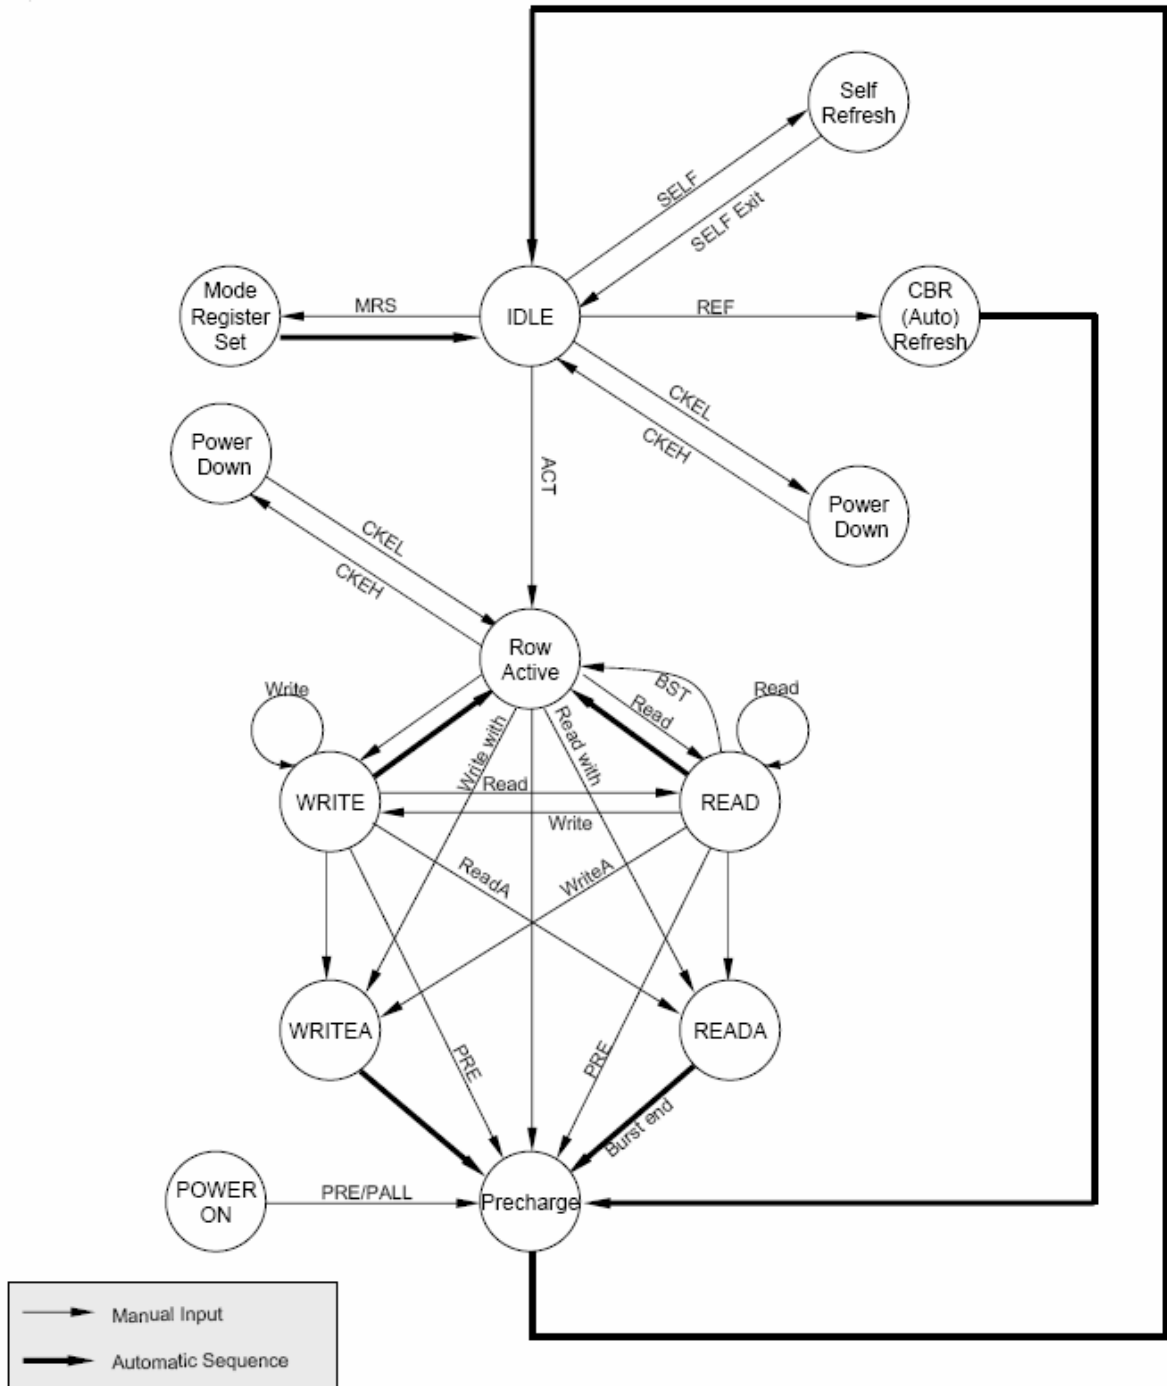 Self
Refresh
SELF
SELF Exit
Mode
Register
Set
MRS
IDLE
REF
CBR
(Auto)
Refresh
CKEL
CKEH
Power
Down
ACT
Power
Down
CKEL
CKEH
Row
Active
BST
Read
Write
Read
Write with
Read with
WRITE
Read
Write
READ
ReadA
WriteA
WRITEA
READA
PRE
PRE
Burst end
POWER
ON
PRE/PALL
Precharge
Manual Input
Automatic Sequence